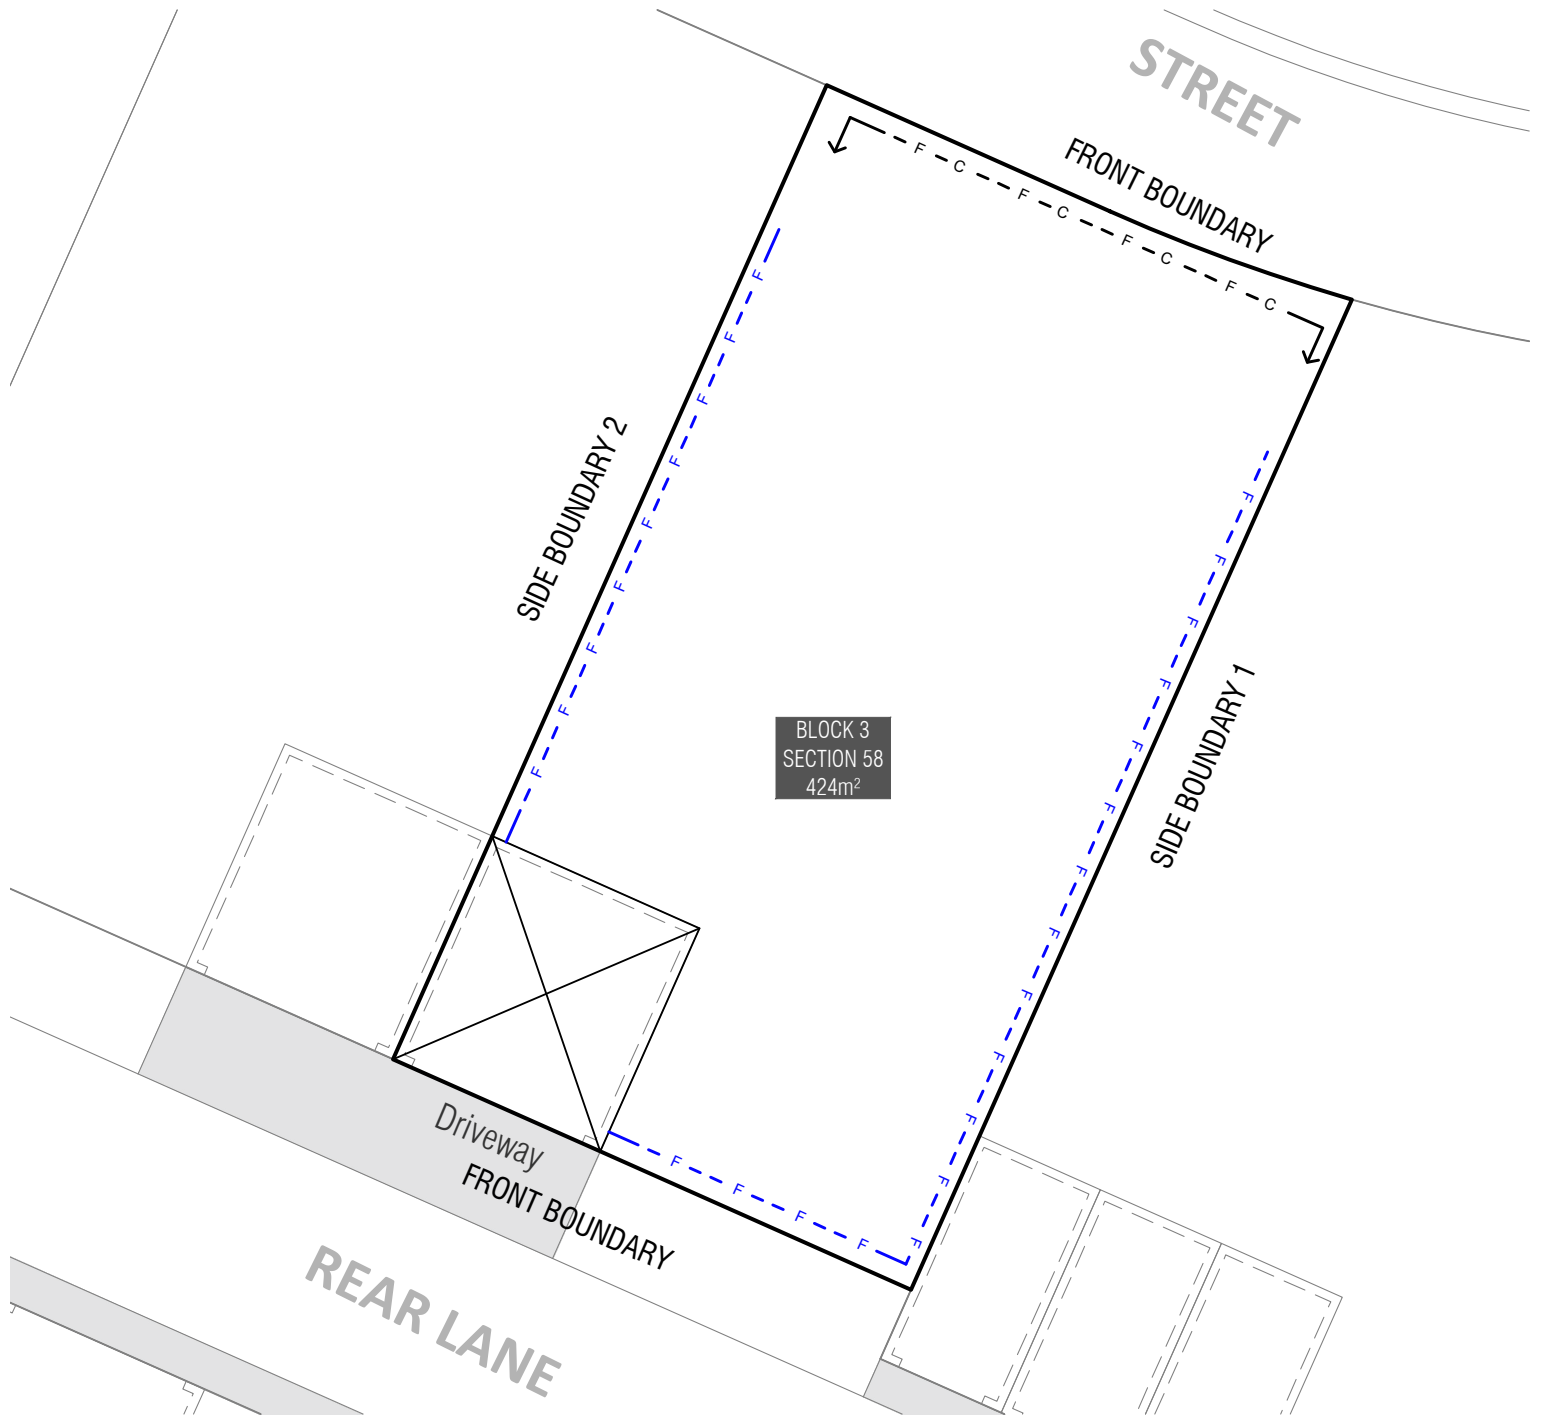 STREET
FRONT BOUNDARY
F C F C F C F C
SIDE BOUNDARY 2
F F F F F F F F F
F F F F F F F F F F F F F
SIDE BOUNDARY 1
BLOCK 3
SECTION 58
424m²
Driveway
FRONT BOUNDARY
F F F F
REAR LANE